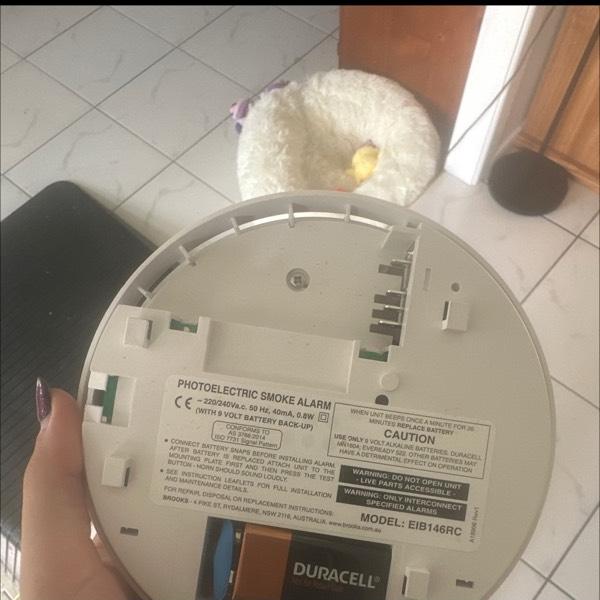 PHOTOELECTRIC SMOKE ALARM
CE ~ 220/240Va.c. 50 Hz, 40mA, 0.8W
(WITH 9 VOLT BATTERY BACK-UP)
CONFORMS TO
AS 3786:2014
ISO 7731 Signal Pattern
• CONNECT BATTERY SNAPS BEFORE INSTALLING ALARM.
AFTER BATTERY IS REPLACED ATTACH UNIT TO THE
MOUNTING PLATE FIRST AND THEN PRESS THE TEST
BUTTON - HORN SHOULD SOUND LOUDLY.
• SEE INSTRUCTION LEAFLETS FOR FULL INSTALLATION
AND MAINTENANCE DETAILS.
FOR REPAIR, DISPOSAL OR REPLACEMENT INSTRUCTIONS:
BROOKS - 4 PIKE ST, RYDALMERE, NSW 2116, AUSTRALIA. www.brooks.com.au
WHEN UNIT BEEPS ONCE A MINUTE FOR
MINUTES REPLACE BATTERY
CAUTION
USE ONLY 9 VOLT ALKALINE BATTERIES: DURACELL
MN1604; EVEREADY 522. OTHER BATTERIES MAY
HAVE A DETRIMENTAL EFFECT ON OPERATION
WARNING: DO NOT OPEN UNIT
- LIVE PARTS ACCESSIBLE -
WARNING: ONLY INTERCONNECT
SPECIFIED ALARMS
MODEL: EIB146RC
DURACELL®